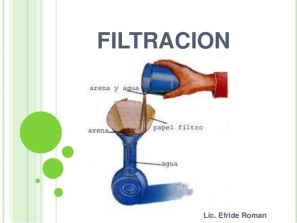 FILTRACION
arena y agua
arena
papel filtro
agua
Lic. Efride Roman